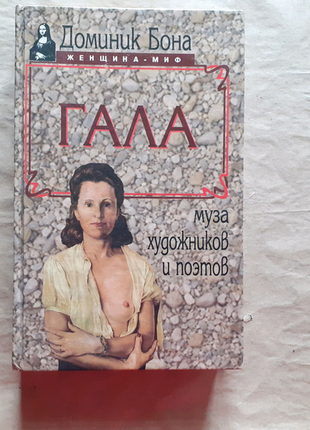 Доминик Бона
ЖЕНЩИНА-МИФ
ГАЛА
муза
художников
и поэтов